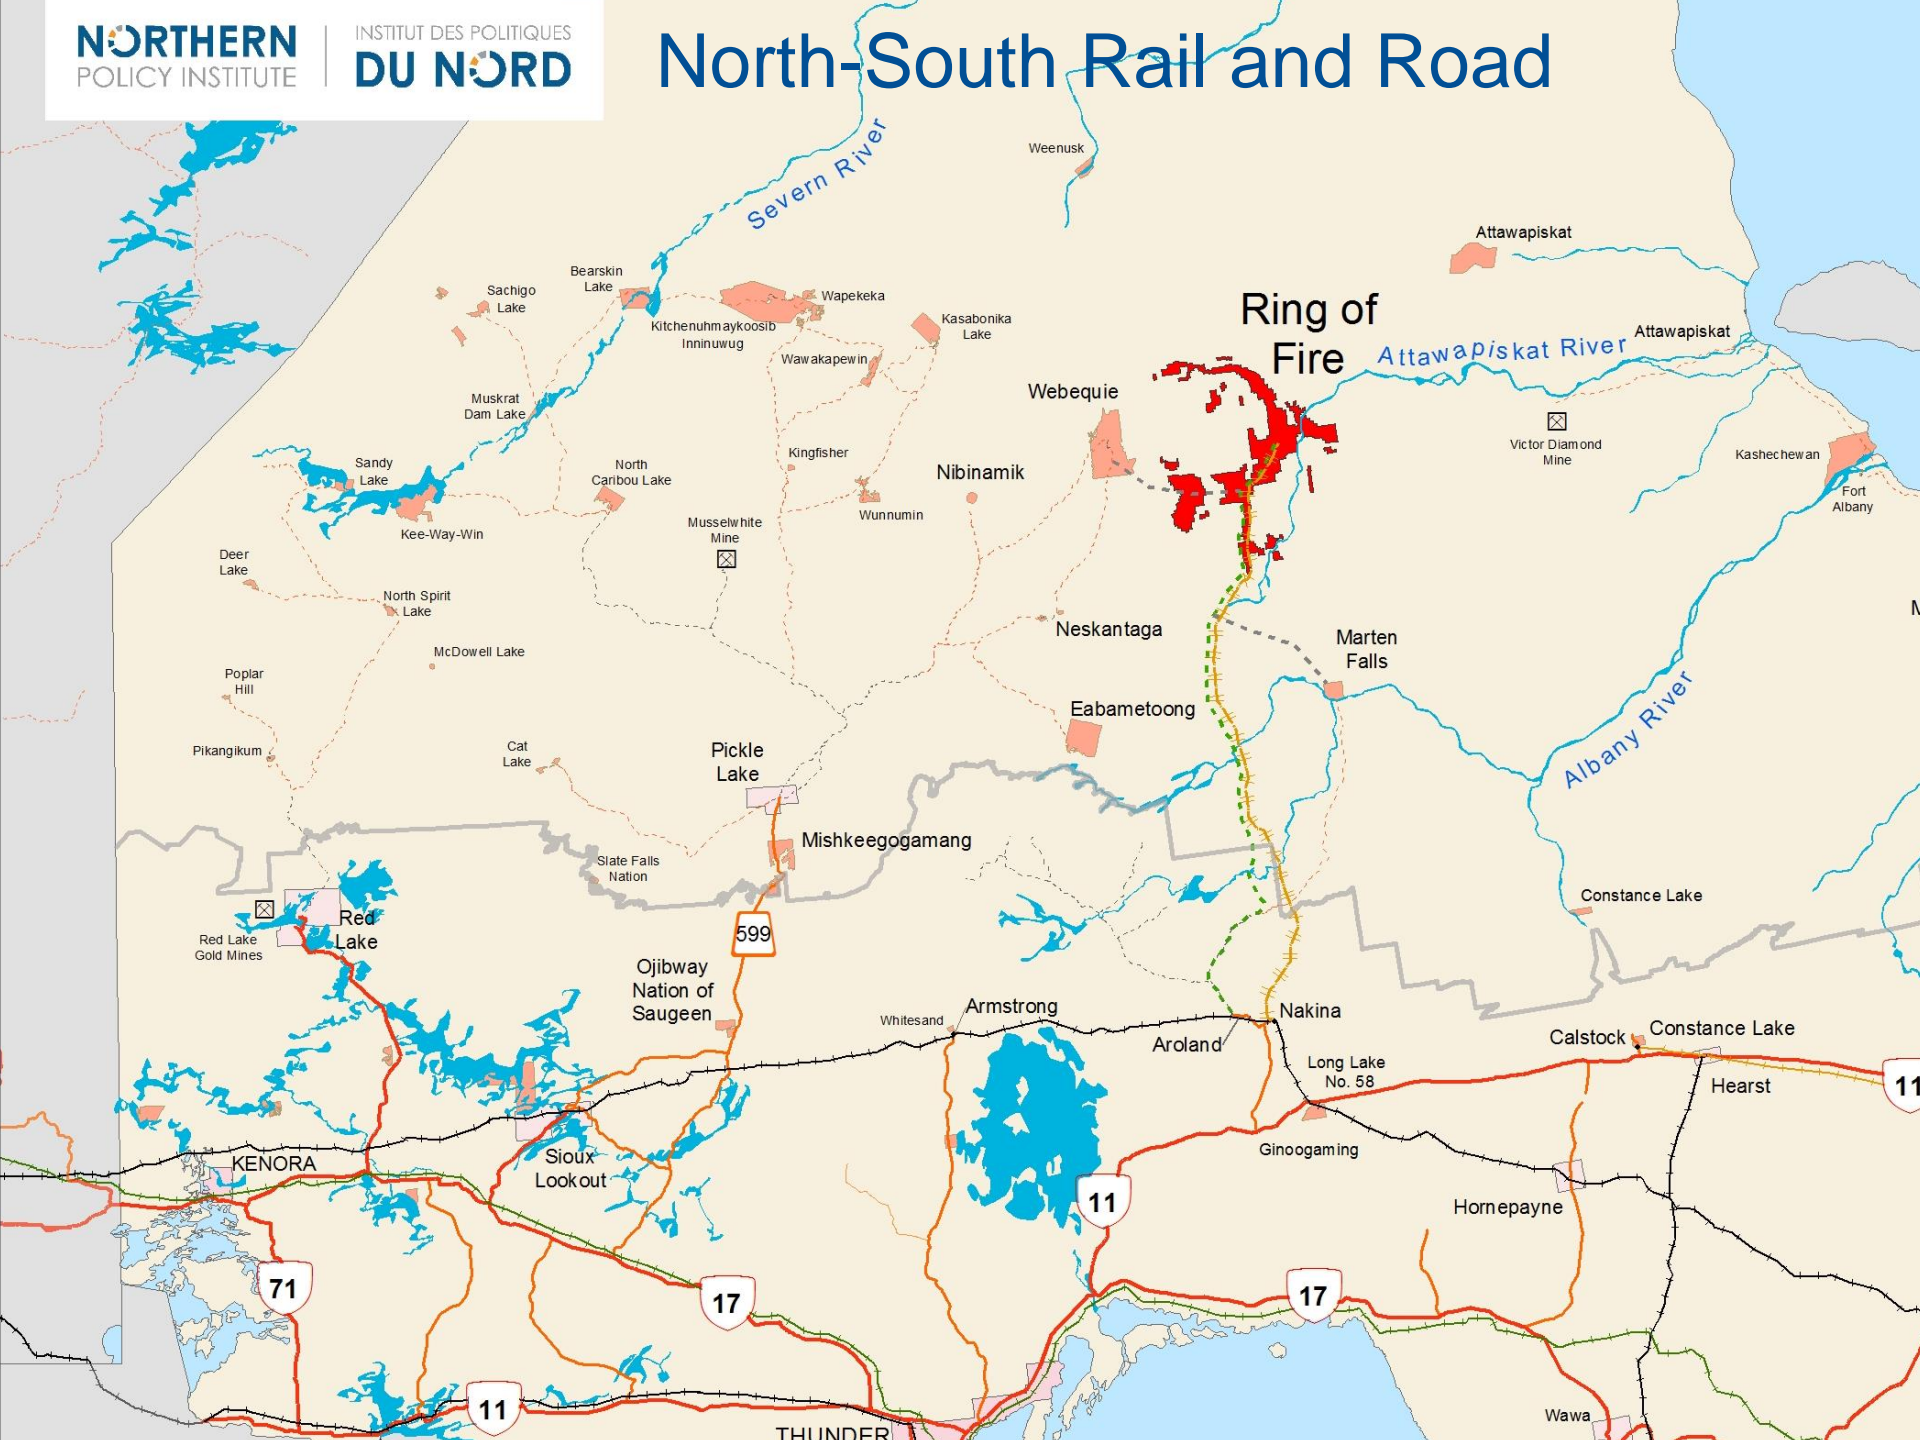 NORTHERN
POLICY INSTITUTE
INSTITUT DES POLITIQUES
DU NORD
North-South Rail and Road
Severn River
Weenusk
Attawapiskat
Bearskin
Lake
Sachigo
Lake
Wapekeka
Kitchenuhmaykoosib
Inninuwug
Kasabonika
Lake
Wawakapewin
Ring of
Fire
Attawapiskat River
Attawapiskat
Muskrat
Dam Lake
Webequie
Victor Diamond
Mine
Kashechewan
Fort
Albany
Sandy
Lake
North
Caribou Lake
Kingfisher
Nibinamik
Wunnumin
Kee-Way-Win
Musselwhite
Mine
Deer
Lake
North Spirit
Lake
Neskantaga
Marten
Falls
McDowell Lake
Poplar
Hill
Eabametoong
Albany River
Pikangikum
Cat
Lake
Pickle
Lake
Mishkeegogamang
Slate Falls
Nation
Constance Lake
Red
Lake
Red Lake
Gold Mines
599
Ojibway
Nation of
Saugeen
Whitesand
Armstrong
Nakina
Aroland
Calstock
Constance Lake
Long Lake
No. 58
Hearst
11
Ginoogaming
KENORA
Sioux
Lookout
11
Hornepayne
71
17
17
11
Wawa
THUNDER